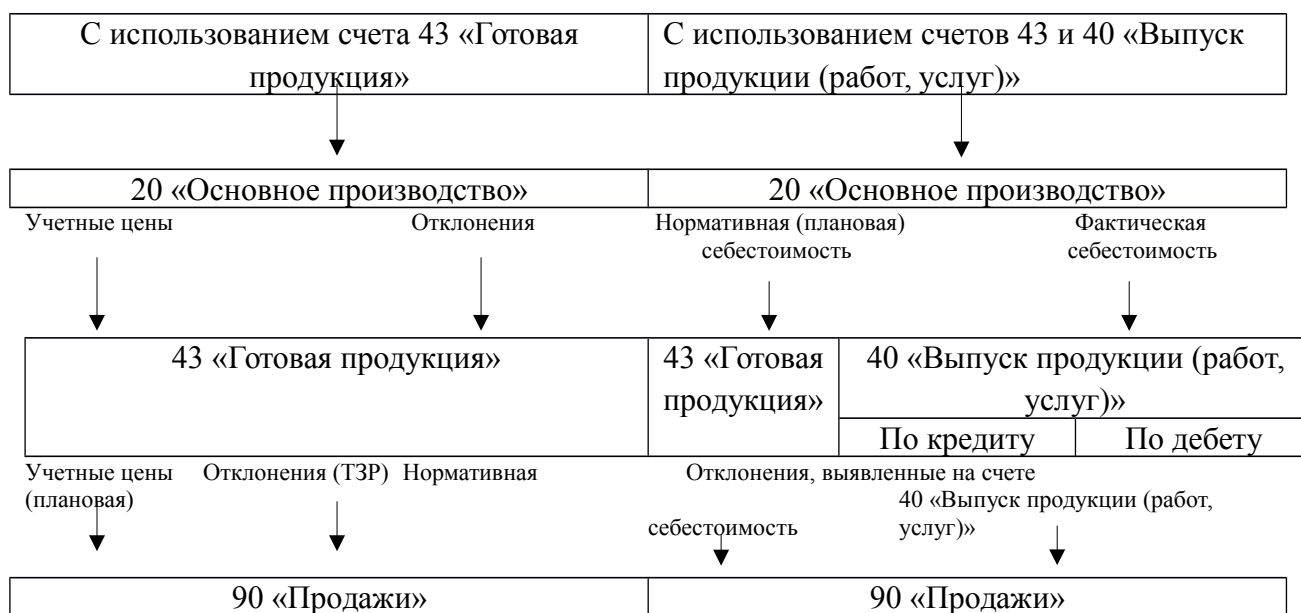 С использованием счета 43 «Готовая
продукция»
С использованием счетов 43 и 40 «Выпуск
продукции (работ, услуг)»
20 «Основное производство»
20 «Основное производство»
Учетные цены
Отклонения
Нормативная (плановая)
себестоимость
Фактическая
себестоимость
43 «Готовая продукция»
43 «Готовая
продукция»
40 «Выпуск продукции (работ,
услуг)»
По кредиту
По дебету
Учетные цены
(плановая)
Отклонения (ТЗР)
Нормативная
себестоимость
Отклонения, выявленные на счете
40 «Выпуск продукции (работ,
услуг)»
90 «Продажи»
90 «Продажи»